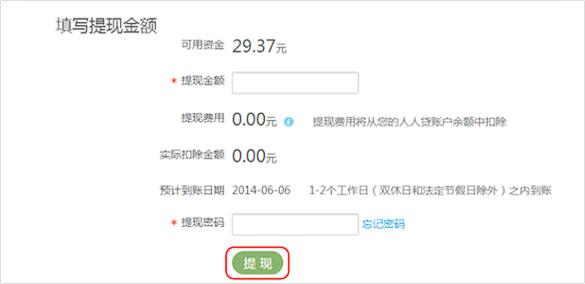 填写提现金额
可用资金 29.37元
* 提现金额
提现费用 0.00元 i 提现费用将从您的人人贷账户余额中扣除
实际扣除金额 0.00元
预计到账日期 2014-06-06 1-2个工作日（双休日和法定节假日除外）之内到账
* 提现密码 忘记密码
提 现